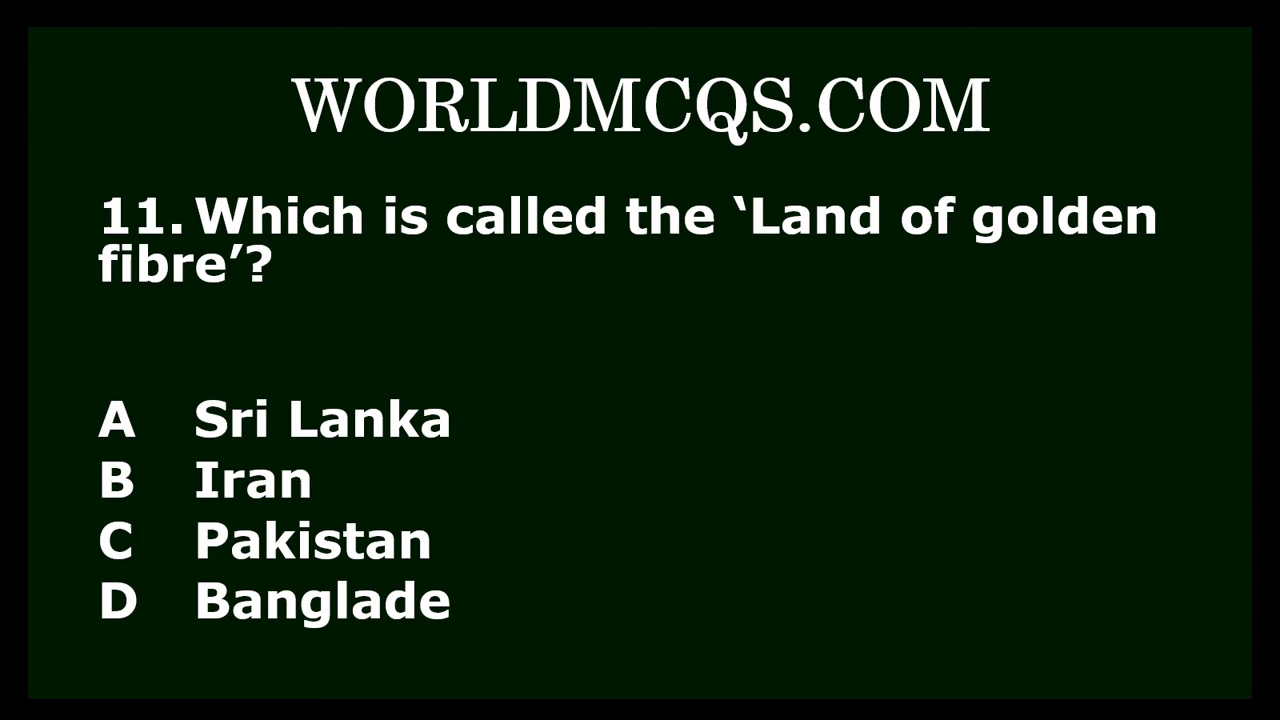 WORLDMCQS.COM
11. Which is called the ‘Land of golden
fibre’?
A Sri Lanka
B Iran
C Pakistan
D Banglade